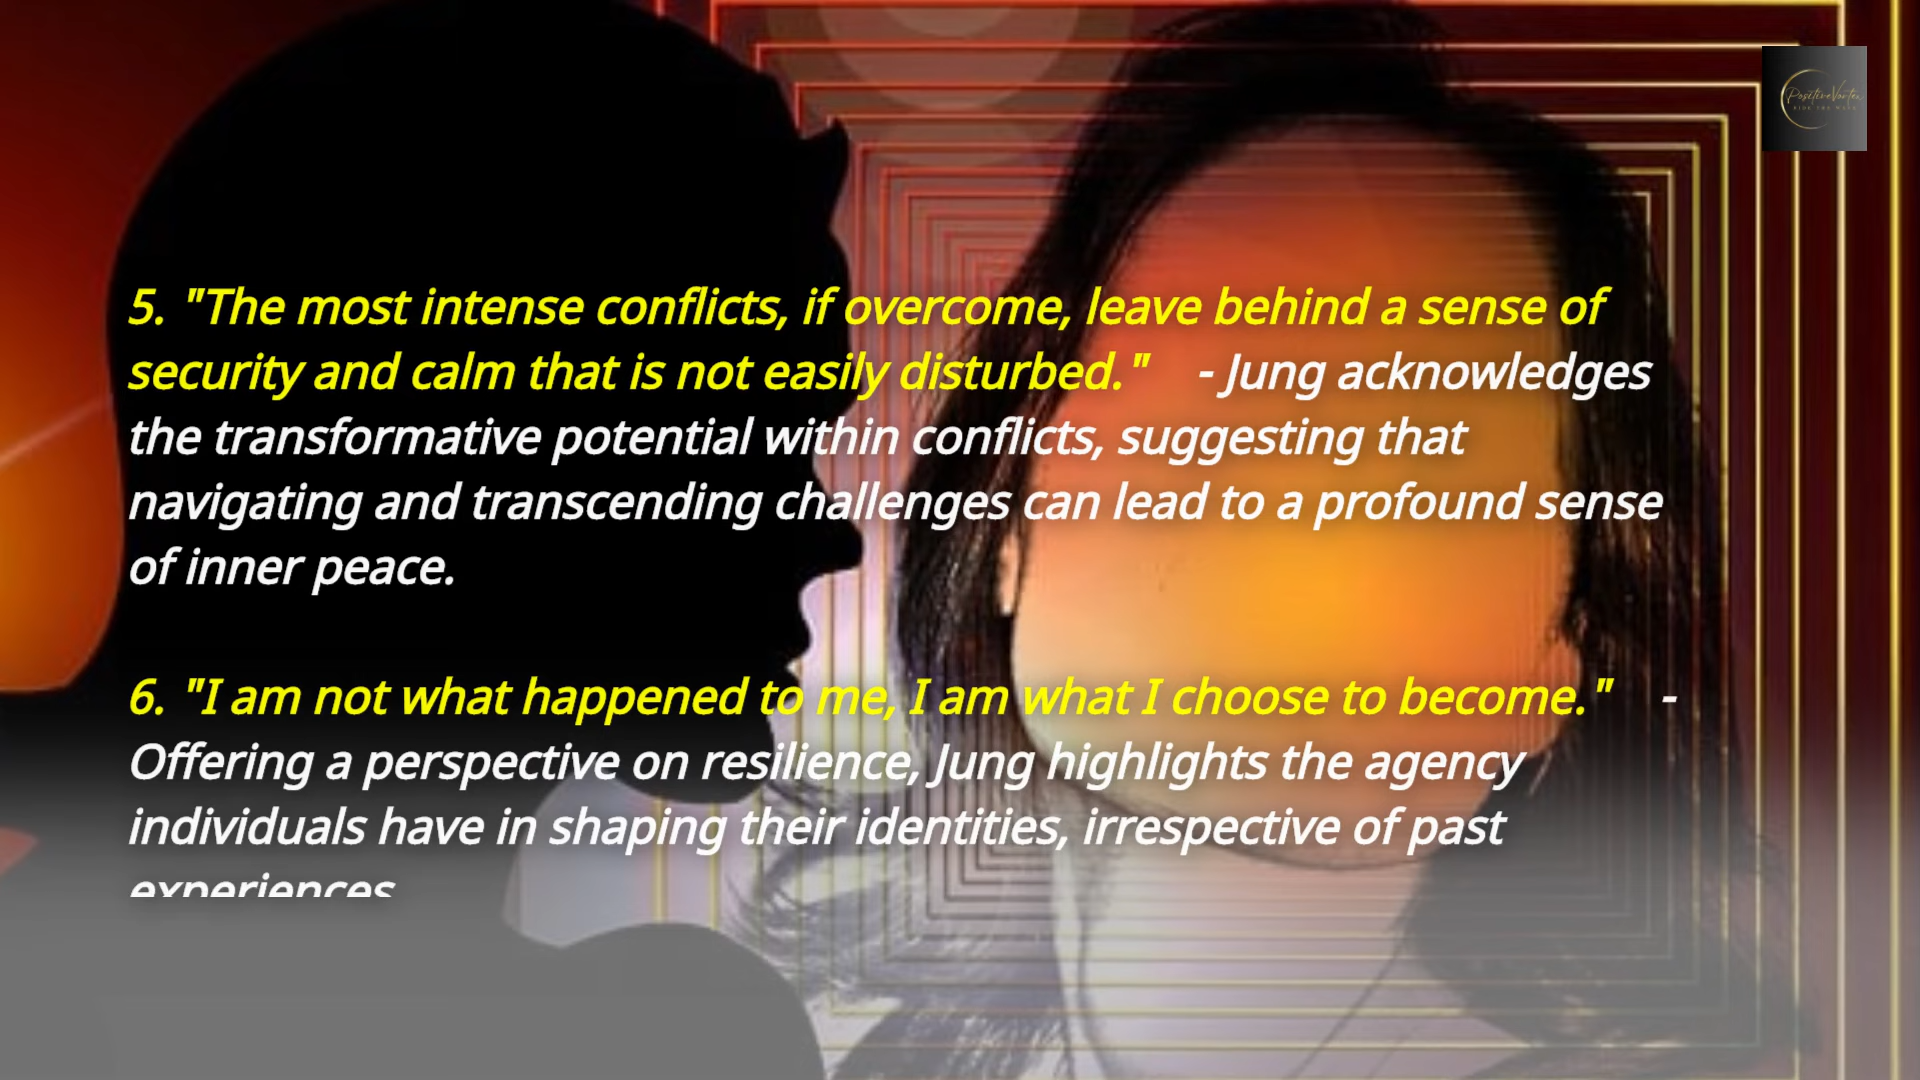 PositiveVortex
5. "The most intense conflicts, if overcome, leave behind a sense of
security and calm that is not easily disturbed." - Jung acknowledges
the transformative potential within conflicts, suggesting that
navigating and transcending challenges can lead to a profound sense
of inner peace.
6. "I am not what happened to me, I am what I choose to become." -
Offering a perspective on resilience, Jung highlights the agency
individuals have in shaping their identities, irrespective of past
experiences